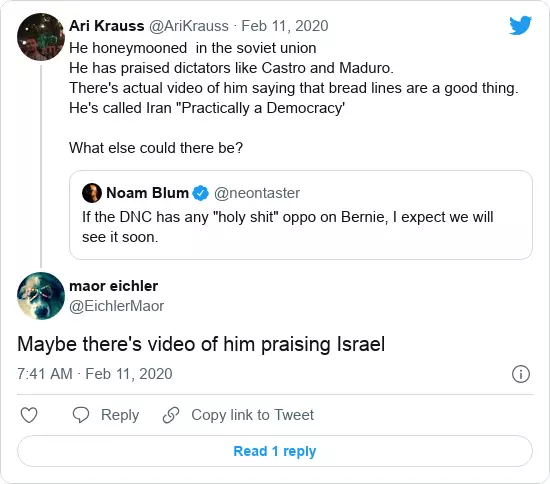 Ari Krauss @AriKrauss · Feb 11, 2020
He honeymooned  in the soviet union
He has praised dictators like Castro and Maduro.
There's actual video of him saying that bread lines are a good thing.
He's called Iran "Practically a Democracy'
What else could there be?
Noam Blum @neontaster
If the DNC has any "holy shit" oppo on Bernie, I expect we will
see it soon.
maor eichler
@EichlerMaor
Maybe there's video of him praising Israel
7:41 AM · Feb 11, 2020
Reply Copy link to Tweet
Read 1 reply